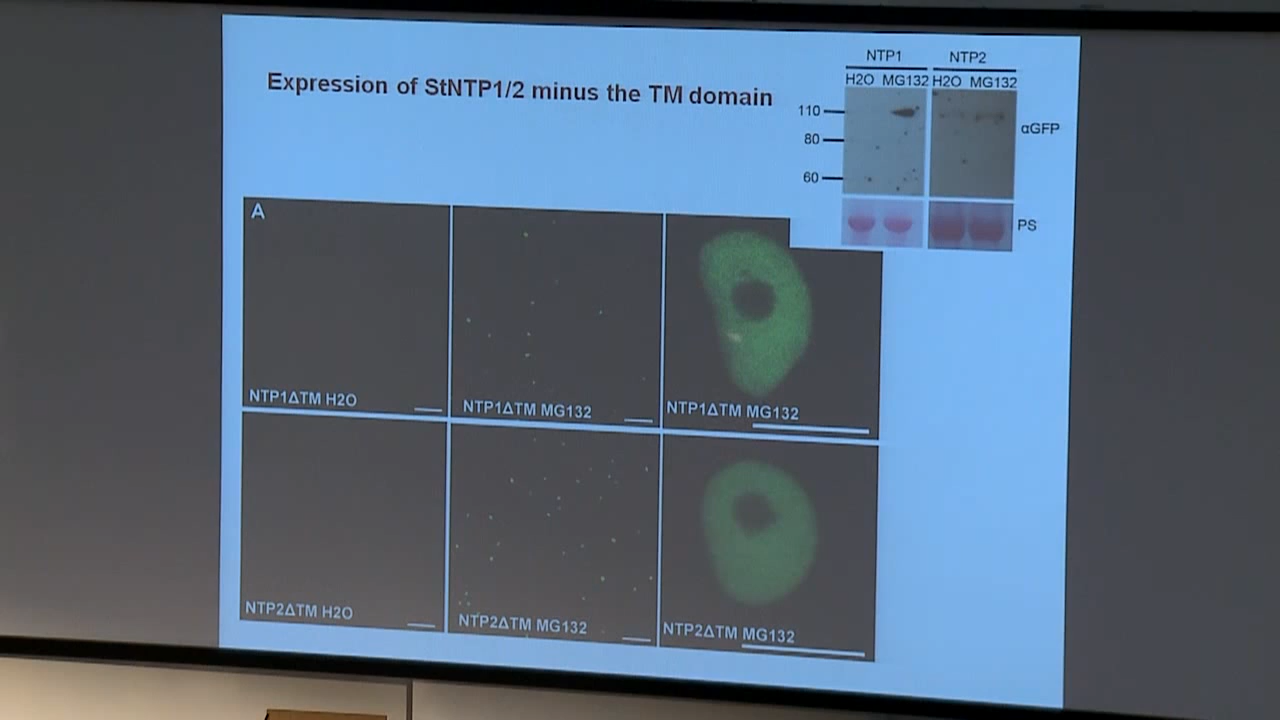 Expression of StNTP1/2 minus the TM domain
NTP1 NTP2
H2O MG132 H2O MG132
110
80
60
αGFP
PS
A
NTP1ΔTM H2O
NTP1ΔTM MG132
NTP1ΔTM MG132
NTP2ΔTM H2O
NTP2ΔTM MG132
NTP2ΔTM MG132